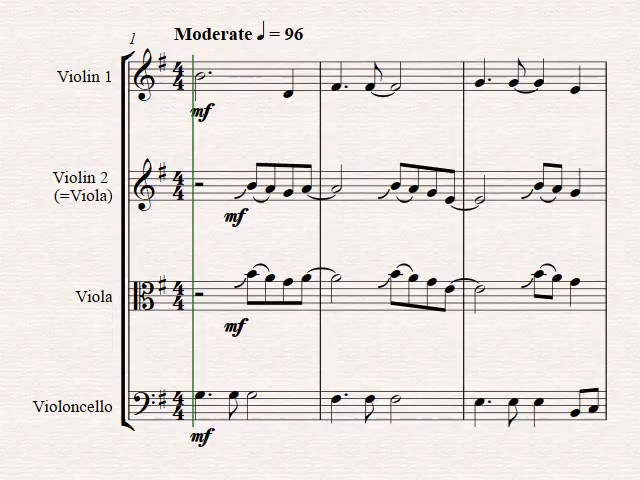 1
Moderate ♩ = 96
Violin 1
mf
Violin 2
(=Viola)
mf
Viola
mf
Violoncello
mf